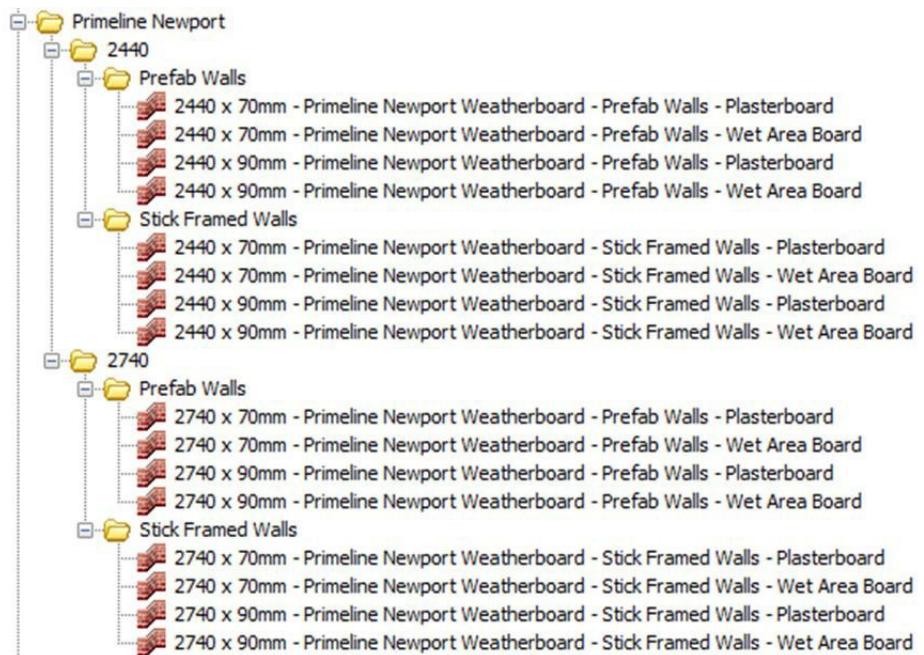 Primeline Newport
2440
Prefab Walls
2440 x 70mm - Primeline Newport Weatherboard - Prefab Walls - Plasterboard
2440 x 70mm - Primeline Newport Weatherboard - Prefab Walls - Wet Area Board
2440 x 90mm - Primeline Newport Weatherboard - Prefab Walls - Plasterboard
2440 x 90mm - Primeline Newport Weatherboard - Prefab Walls - Wet Area Board
Stick Framed Walls
2440 x 70mm - Primeline Newport Weatherboard - Stick Framed Walls - Plasterboard
2440 x 70mm - Primeline Newport Weatherboard - Stick Framed Walls - Wet Area Board
2440 x 90mm - Primeline Newport Weatherboard - Stick Framed Walls - Plasterboard
2440 x 90mm - Primeline Newport Weatherboard - Stick Framed Walls - Wet Area Board
2740
Prefab Walls
2740 x 70mm - Primeline Newport Weatherboard - Prefab Walls - Plasterboard
2740 x 70mm - Primeline Newport Weatherboard - Prefab Walls - Wet Area Board
2740 x 90mm - Primeline Newport Weatherboard - Prefab Walls - Plasterboard
2740 x 90mm - Primeline Newport Weatherboard - Prefab Walls - Wet Area Board
Stick Framed Walls
2740 x 70mm - Primeline Newport Weatherboard - Stick Framed Walls - Plasterboard
2740 x 70mm - Primeline Newport Weatherboard - Stick Framed Walls - Wet Area Board
2740 x 90mm - Primeline Newport Weatherboard - Stick Framed Walls - Plasterboard
2740 x 90mm - Primeline Newport Weatherboard - Stick Framed Walls - Wet Area Board